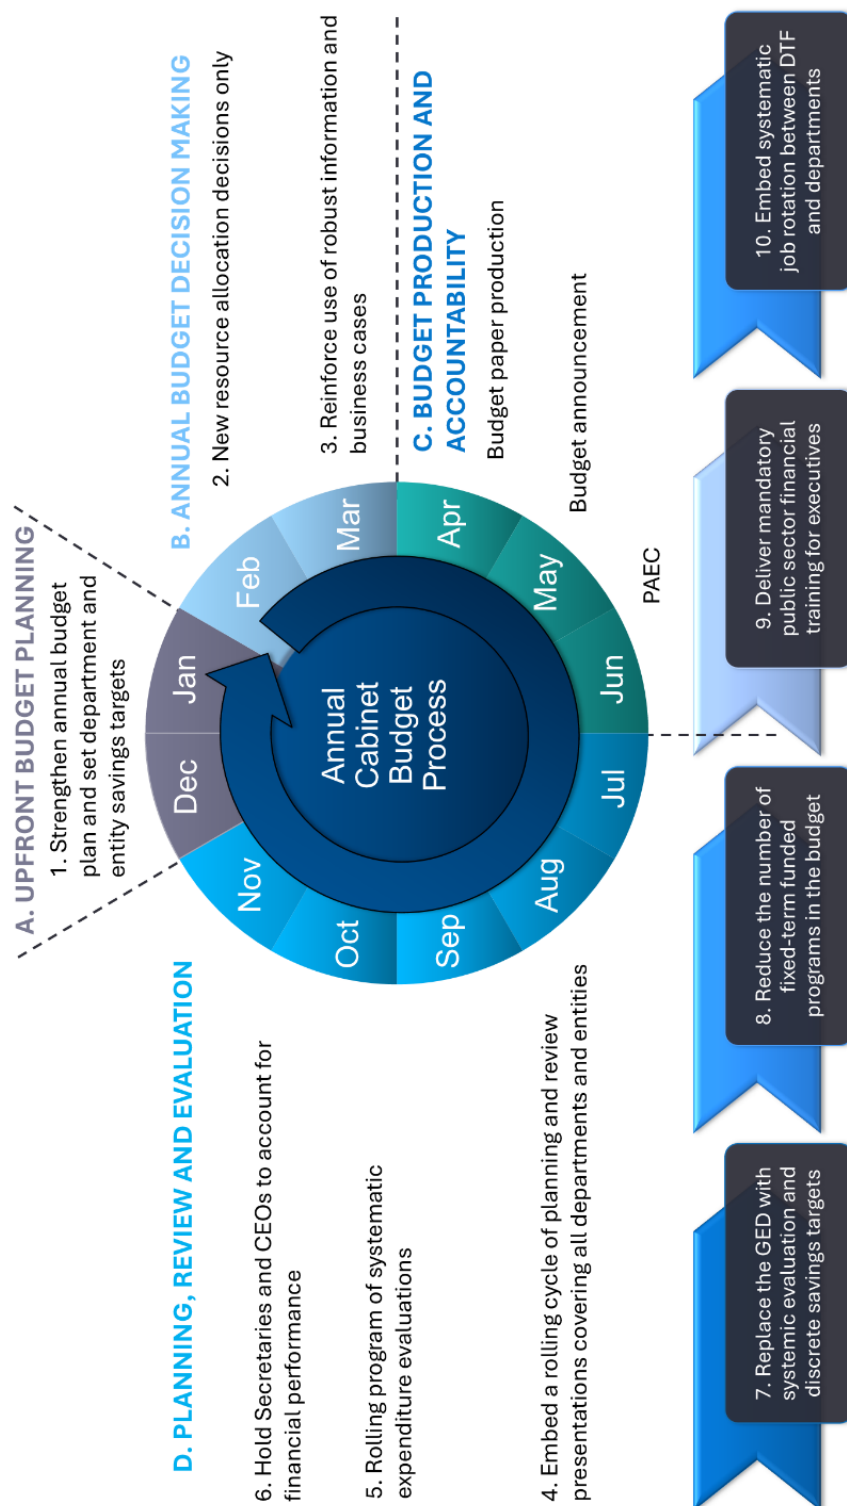 A. UPFRONT BUDGET PLANNING
1. Strengthen annual budget
plan and set department and
entity savings targets
B. ANNUAL BUDGET DECISION MAKING
2. New resource allocation decisions only
3. Reinforce use of robust information and
business cases
C. BUDGET PRODUCTION AND
ACCOUNTABILITY
Budget paper production
Budget announcement
PAEC
D. PLANNING, REVIEW AND EVALUATION
6. Hold Secretaries and CEOs to account for
financial performance
5. Rolling program of systematic
expenditure evaluations
4. Embed a rolling cycle of planning and review
presentations covering all departments and entities
Jan
Feb
Mar
Apr
May
Jun
Jul
Aug
Sep
Oct
Nov
Dec
Annual
Cabinet
Budget
Process
7. Replace the GED with
systemic evaluation and
discrete savings targets
8. Reduce the number of
fixed-term funded
programs in the budget
9. Deliver mandatory
public sector financial
training for executives
10. Embed systematic
job rotation between DTF
and departments